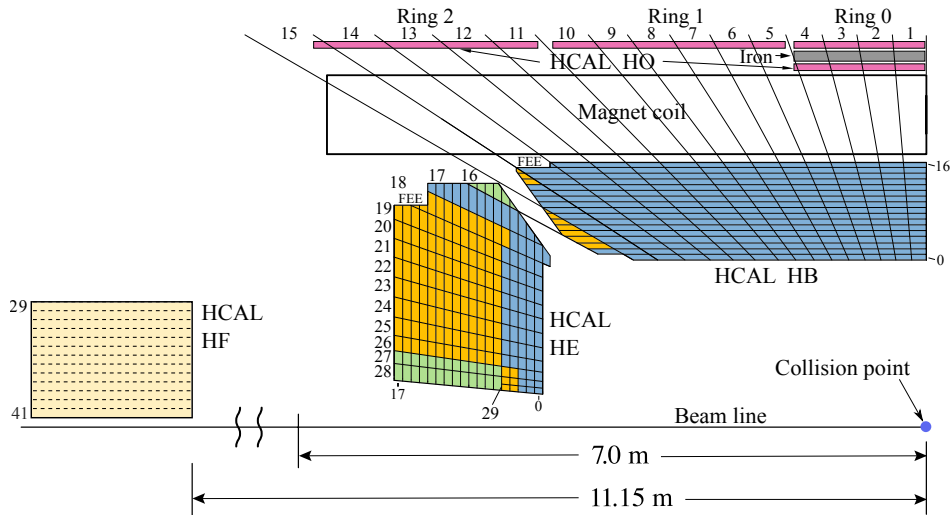 Ring 2 Ring 1 Ring 0
15 14 13 12 11 10 9 8 7 6 5 4 3 2 1
HCAL HO
Iron
Magnet coil
FEE
16
18 17 16
FEE
19
20
21
22
23
24
25
26
27
28
17
29
0
HCAL
HE
HCAL HB
0
29
HCAL
HF
41
Collision point
Beam line
7.0 m
11.15 m